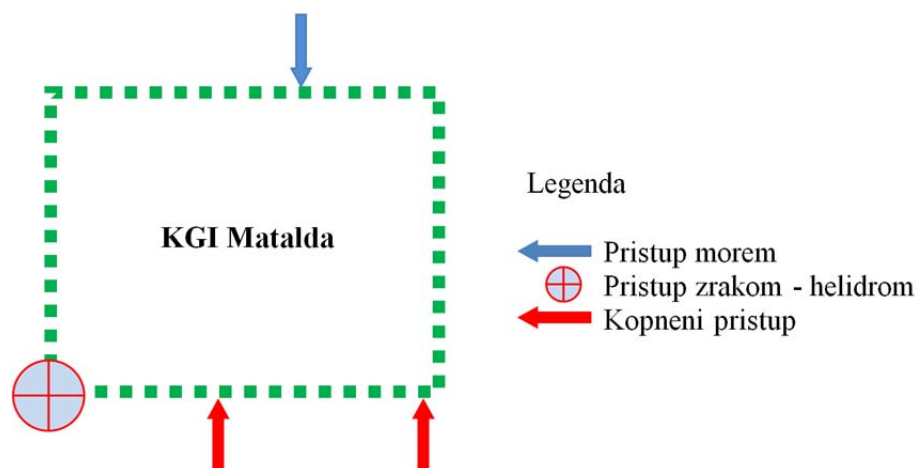 KGI Matalda
Legenda
Pristup morem
Pristup zrakom - helidrom
Kopneni pristup